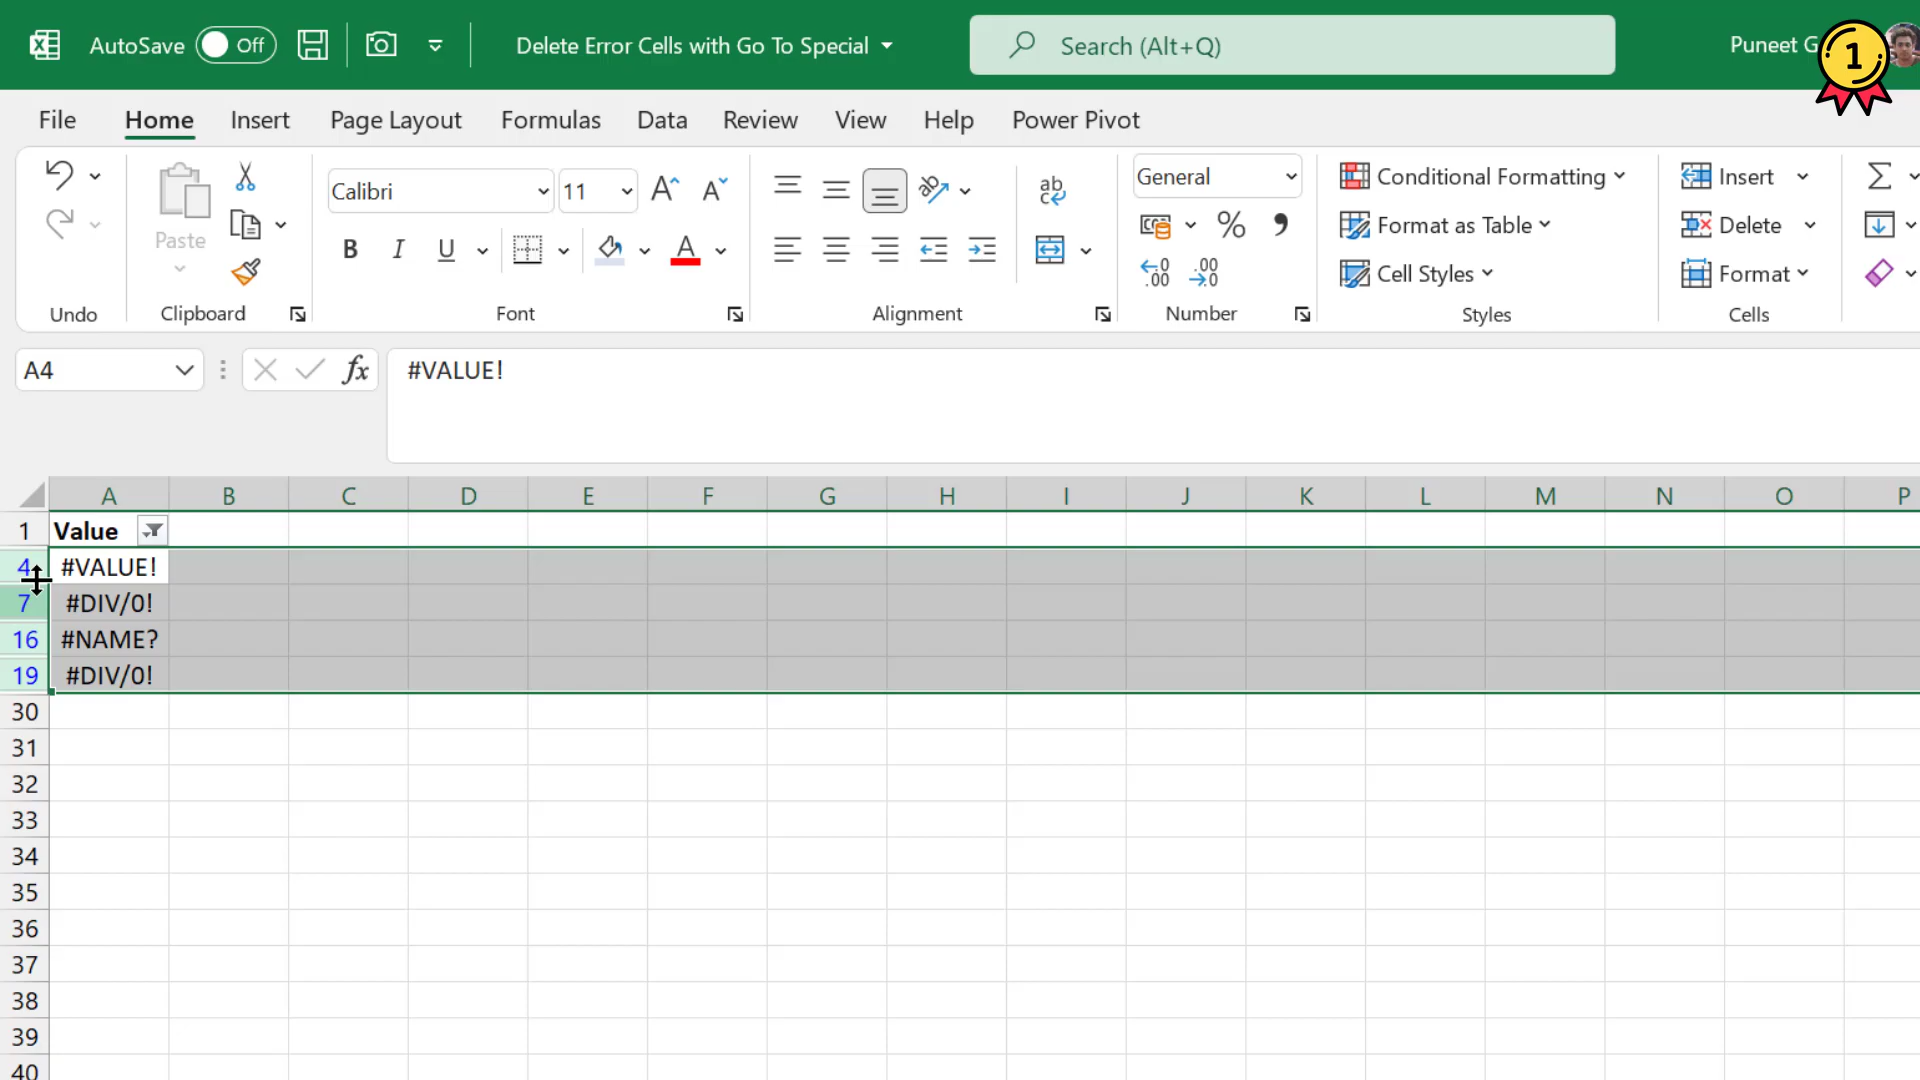 AutoSave Off Delete Error Cells with Go To Special Search (Alt+Q) Puneet G 1
File Home Insert Page Layout Formulas Data Review View Help Power Pivot
Calibri 11 General Conditional Formatting Insert
Paste Format as Table Delete
B I U A % Cell Styles Format
Undo Clipboard Font Alignment Number Styles Cells
A4 fx #VALUE!
A B C D E F G H I J K L M N O P
1 Value
4 #VALUE!
7 #DIV/0!
16 #NAME?
19 #DIV/0!
30
31
32
33
34
35
36
37
38
39
40